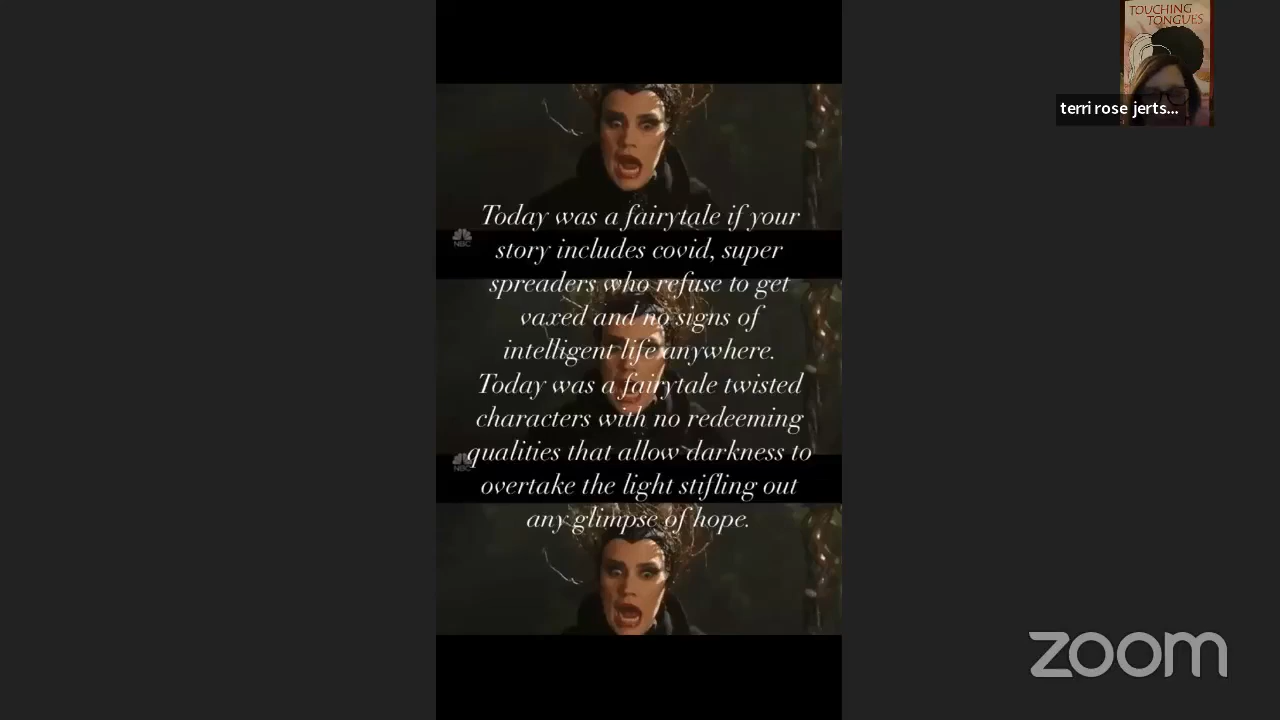 TOUCHING
TONGUES
terri rose jerts...
Today was a fairytale if your
story includes covid, super
spreaders who refuse to get
vaxed and no signs of
intelligent life anywhere.
Today was a fairytale twisted
characters with no redeeming
qualities that allow darkness to
overtake the light stifling out
any glimpse of hope.
NBC
NBC
zoom